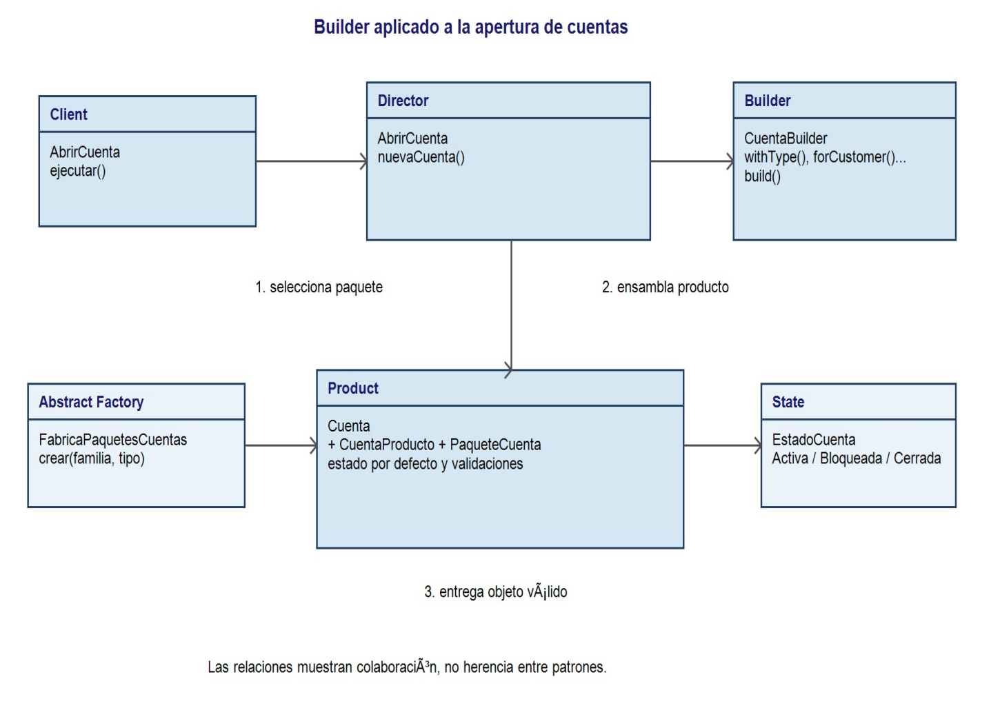 Builder aplicado a la apertura de cuentas
Client
AbrirCuenta
ejecutar()
Director
AbrirCuenta
nuevaCuenta()
Builder
CuentaBuilder
withType(), forCustomer()...
build()
1. selecciona paquete
2. ensambla producto
Abstract Factory
FabricaPaquetesCuentas
crear(familia, tipo)
Product
Cuenta
+ CuentaProducto + PaqueteCuenta
estado por defecto y validaciones
State
EstadoCuenta
Activa / Bloqueada / Cerrada
3. entrega objeto vÃ¡lido
Las relaciones muestran colaboraciÃ³n, no herencia entre patrones.